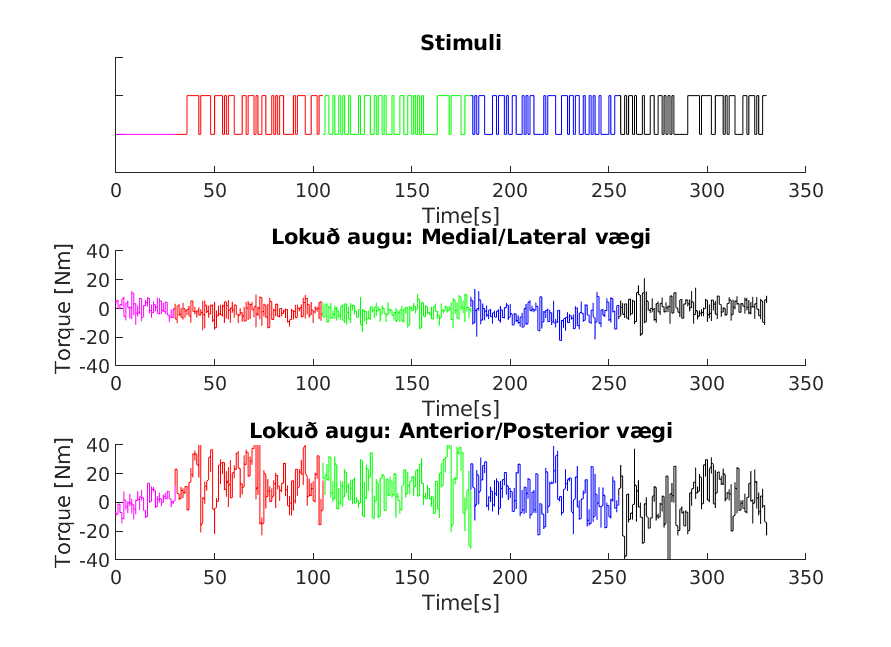 Stimuli
0 50 100 150 200 250 300 350
Time[s]
Lokuð augu: Medial/Lateral vægi
Torque [Nm]
40
20
0
-20
-40
0 50 100 150 200 250 300 350
Time[s]
Lokuð augu: Anterior/Posterior vægi
Torque [Nm]
40
20
0
-20
-40
0 50 100 150 200 250 300 350
Time[s]